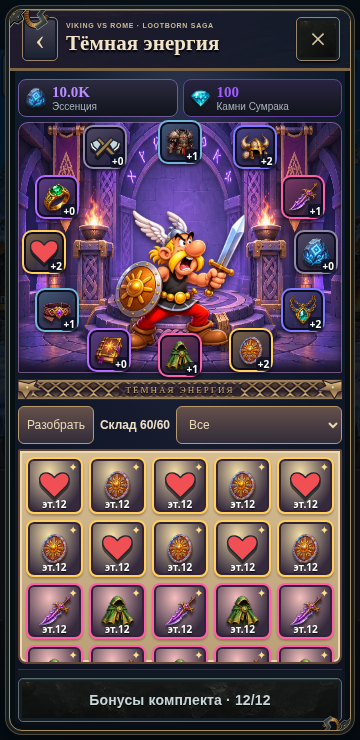 VIKING VS ROME · LOOTBORN SAGA
‹ Тёмная энергия ×
10.0K
Эссенция
100
Камни Сумрака
+0
+1
+2
+0
+1
+2
+0
+1
+2
+0
+1
+2
ТЁМНАЯ ЭНЕРГИЯ
Разобрать Склад 60/60 Все
эт.12 эт.12 эт.12 эт.12 эт.12
эт.12 эт.12 эт.12 эт.12 эт.12
эт.12 эт.12 эт.12 эт.12 эт.12
Бонусы комплекта · 12/12